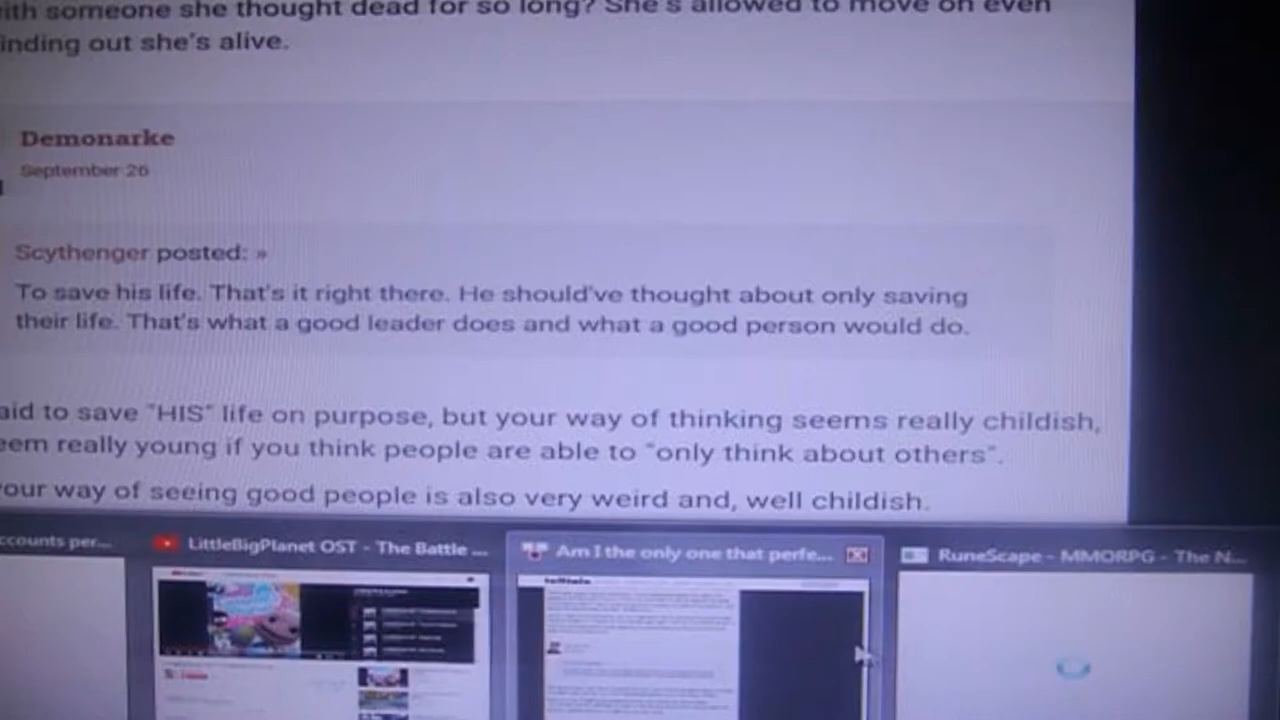 ith someone she thought dead for so long? She's allowed to move on even
inding out she's alive.
Demonarke
September 26
Scythenger posted: »
To save his life. That's it right there. He should've thought about only saving
their life. That's what a good leader does and what a good person would do.
aid to save "HIS" life on purpose, but your way of thinking seems really childish,
eem really young if you think people are able to "only think about others".
our way of seeing good people is also very weird and, well childish.
ccounts per...
LittleBigPlanet OST - The Battle ...
Am I the only one that perfe...
RuneScape - MMORPG - The N...